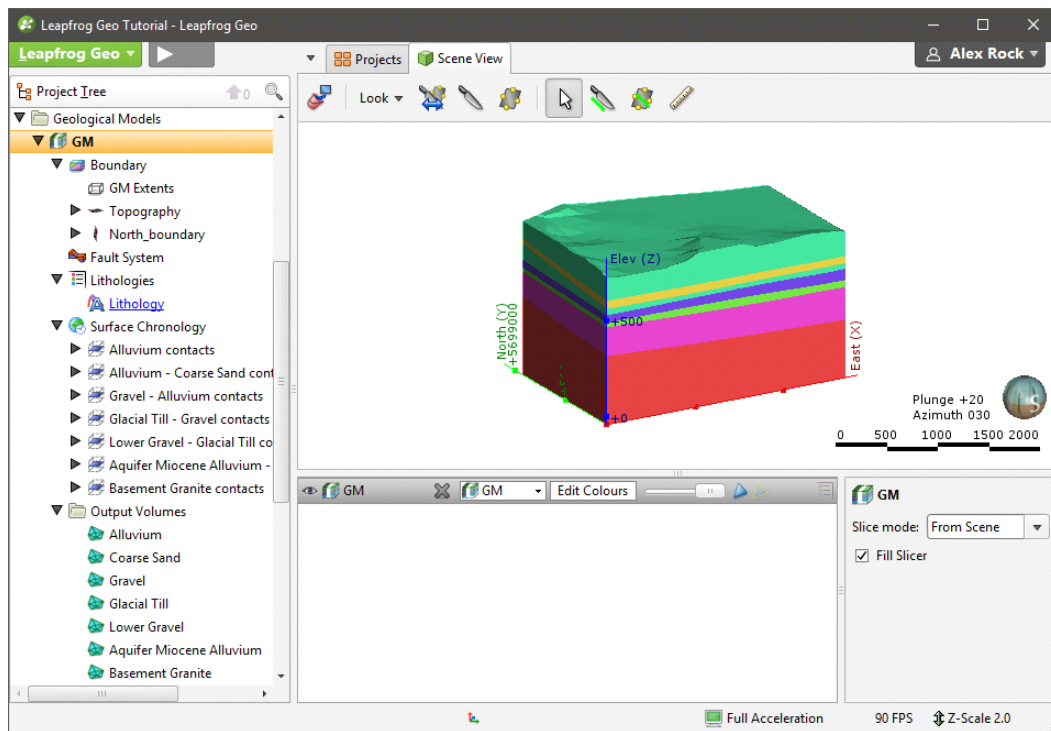 Leapfrog Geo Tutorial - Leapfrog Geo
Leapfrog Geo
Projects
Scene View
Alex Rock
Project Tree
0
Look
Geological Models
GM
Boundary
GM Extents
Topography
North_boundary
Fault System
Lithologies
Lithology
Surface Chronology
Alluvium contacts
Alluvium - Coarse Sand cont
Gravel - Alluvium contacts
Glacial Till - Gravel contacts
Lower Gravel - Glacial Till co
Aquifer Miocene Alluvium -
Basement Granite contacts
Output Volumes
Alluvium
Coarse Sand
Gravel
Glacial Till
Lower Gravel
Aquifer Miocene Alluvium
Basement Granite
Elev (Z)
+500
+0
North (Y)
+5699000
East (X)
Plunge +20
Azimuth 030
0 500 1000 1500 2000
GM
GM
Edit Colours
GM
Slice mode: From Scene
Fill Slicer
Full Acceleration
90 FPS
Z-Scale 2.0